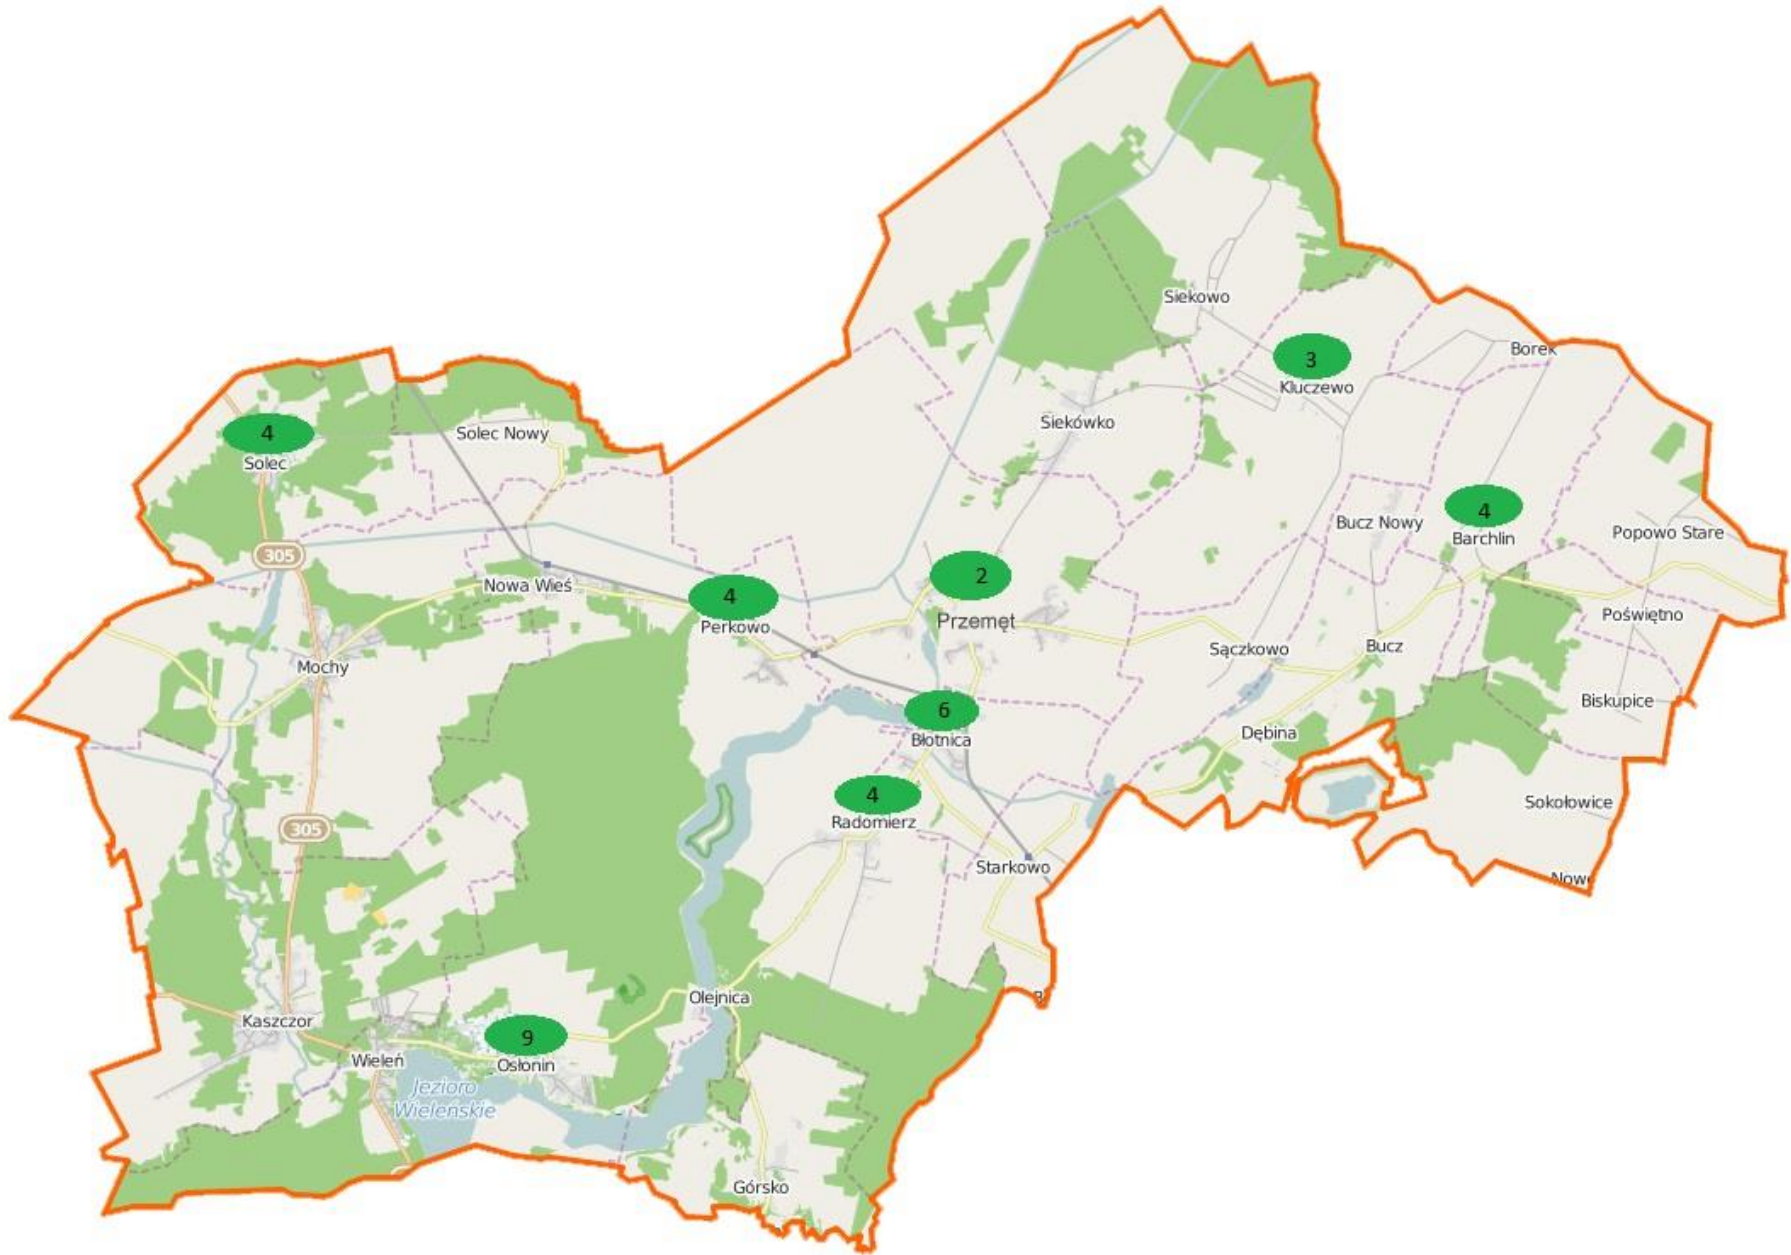 Siekowo
3
Kluczewo
Borek
Siekówko
4
Solec
Solec Nowy
4
Barchlin
Bucz Nowy
Popowo Stare
305
Nowa Wieś
4
Perkowo
2
Przemęt
Poświętno
Mochy
Sączkowo
Bucz
Biskupice
6
Błotnica
Dębina
4
Radomierz
Sokołowice
305
Starkowo
Nowe
Olejnica
Kaszczor
9
Osłonin
Wieleń
Jezioro
Wieleńskie
Górsko